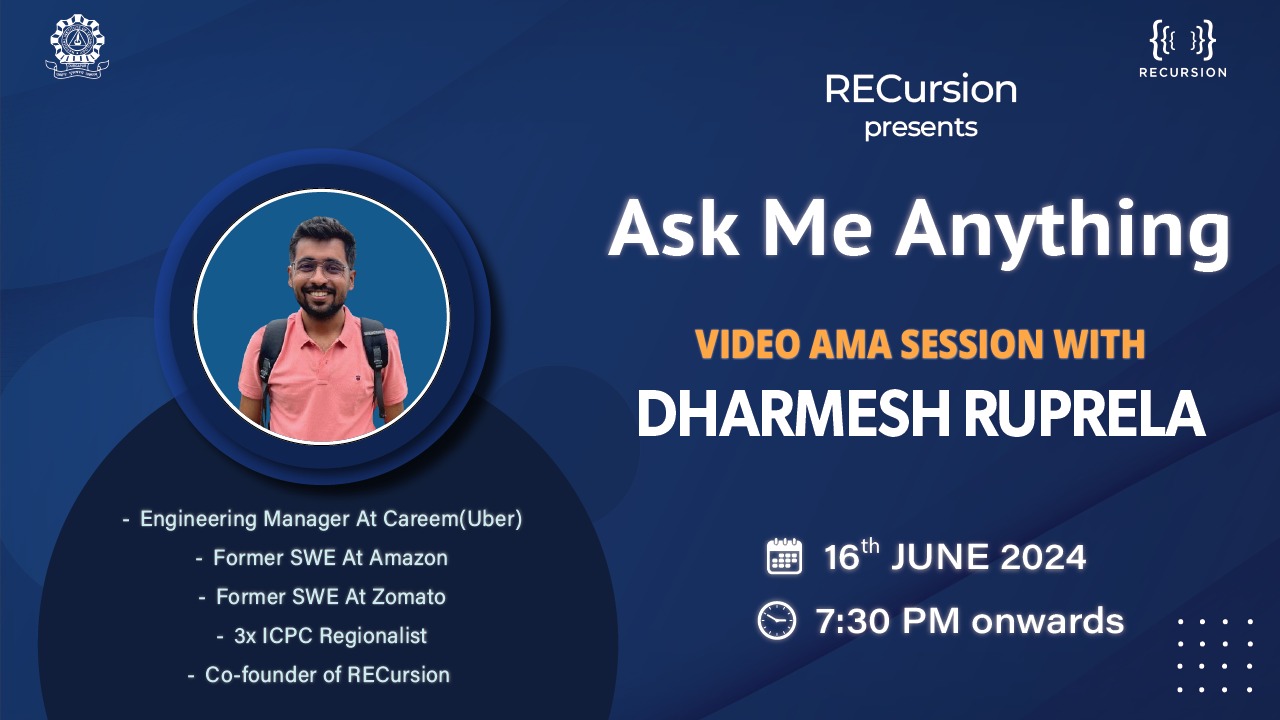 RECURSION
RECursion
presents
Ask Me Anything
VIDEO AMA SESSION WITH
DHARMESH RUPRELA
- Engineering Manager At Careem(Uber)
- Former SWE At Amazon
- Former SWE At Zomato
- 3x ICPC Regionalist
- Co-founder of RECursion
16th JUNE 2024
7:30 PM onwards